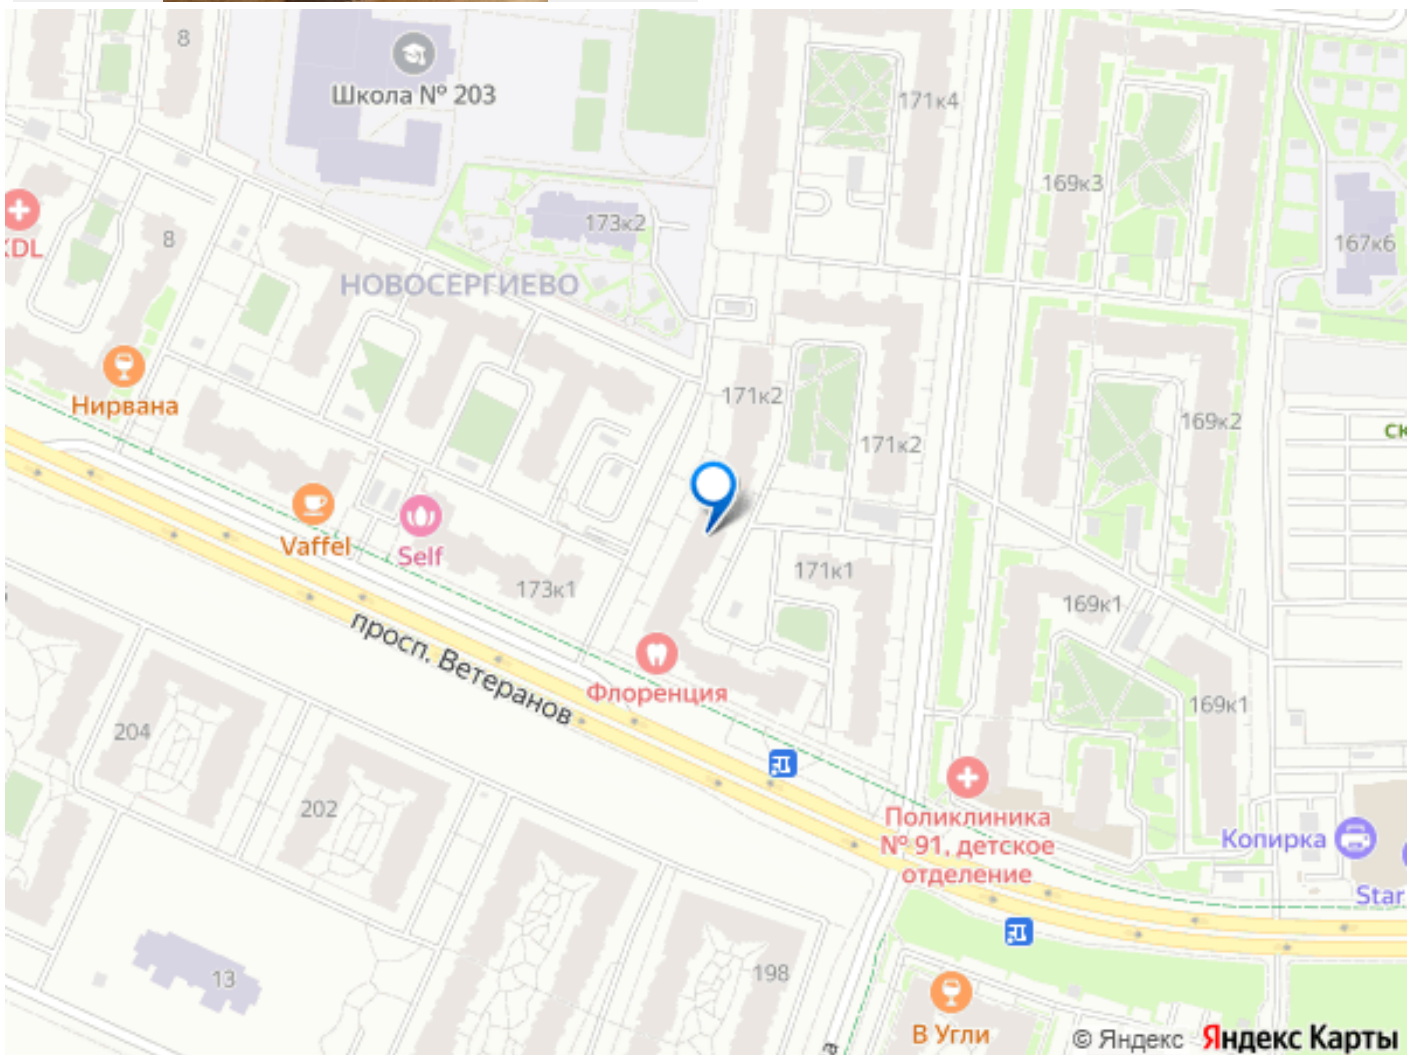 8
Школа № 203
171к4
169к3
173к2
167к6
KDL
8
НОВОСЕРГИЕВО
Нирвана
171к2
171к2
169к2
Vaffel
Self
173к1
171к1
169к1
просп. Ветеранов
Флоренция
169к1
204
202
Поликлиника
№ 91, детское
отделение
Копирка
Star
13
198
В Угли
© Яндекс Яндекс Карты